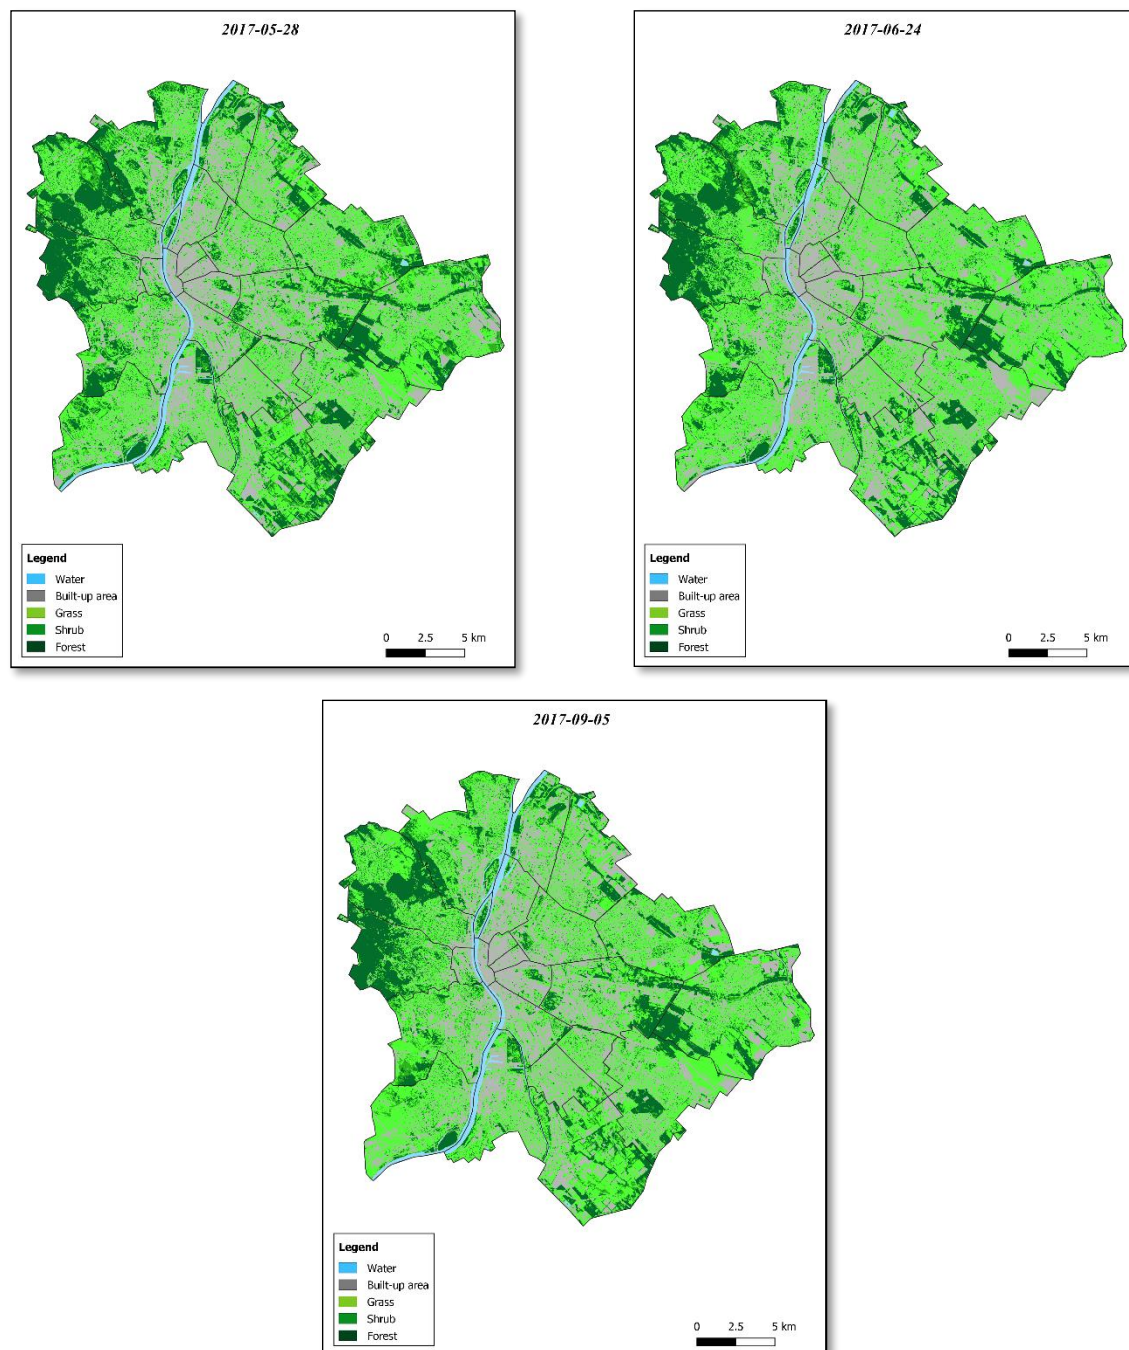 2017-05-28
Legend
Water
Built-up area
Grass
Shrub
Forest
0 2.5 5 km
2017-06-24
Legend
Water
Built-up area
Grass
Shrub
Forest
0 2.5 5 km
2017-09-05
Legend
Water
Built-up area
Grass
Shrub
Forest
0 2.5 5 km